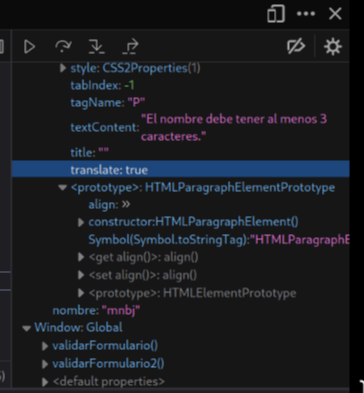 style: CSS2Properties(1)
tabIndex: -1
tagName: "P"
textContent: "El nombre debe tener al menos 3
caracteres."
title: ""
translate: true
<prototype>: HTMLParagraphElementPrototype
align: »
constructor:HTMLParagraphElement()
Symbol(Symbol.toStringTag):"HTMLParagraphE
<get align()>: align()
<set align()>: align()
<prototype>: HTMLElementPrototype
nombre: "mnbj"
Window: Global
validarFormulario()
validarFormulario2()
<default properties>